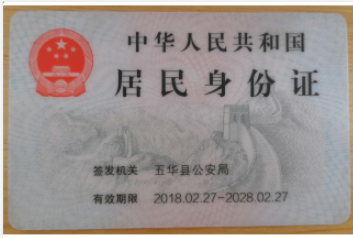 中华人民共和国
居民身份证
签发机关 五华县公安局
有效期限 2018.02.27-2028.02.27